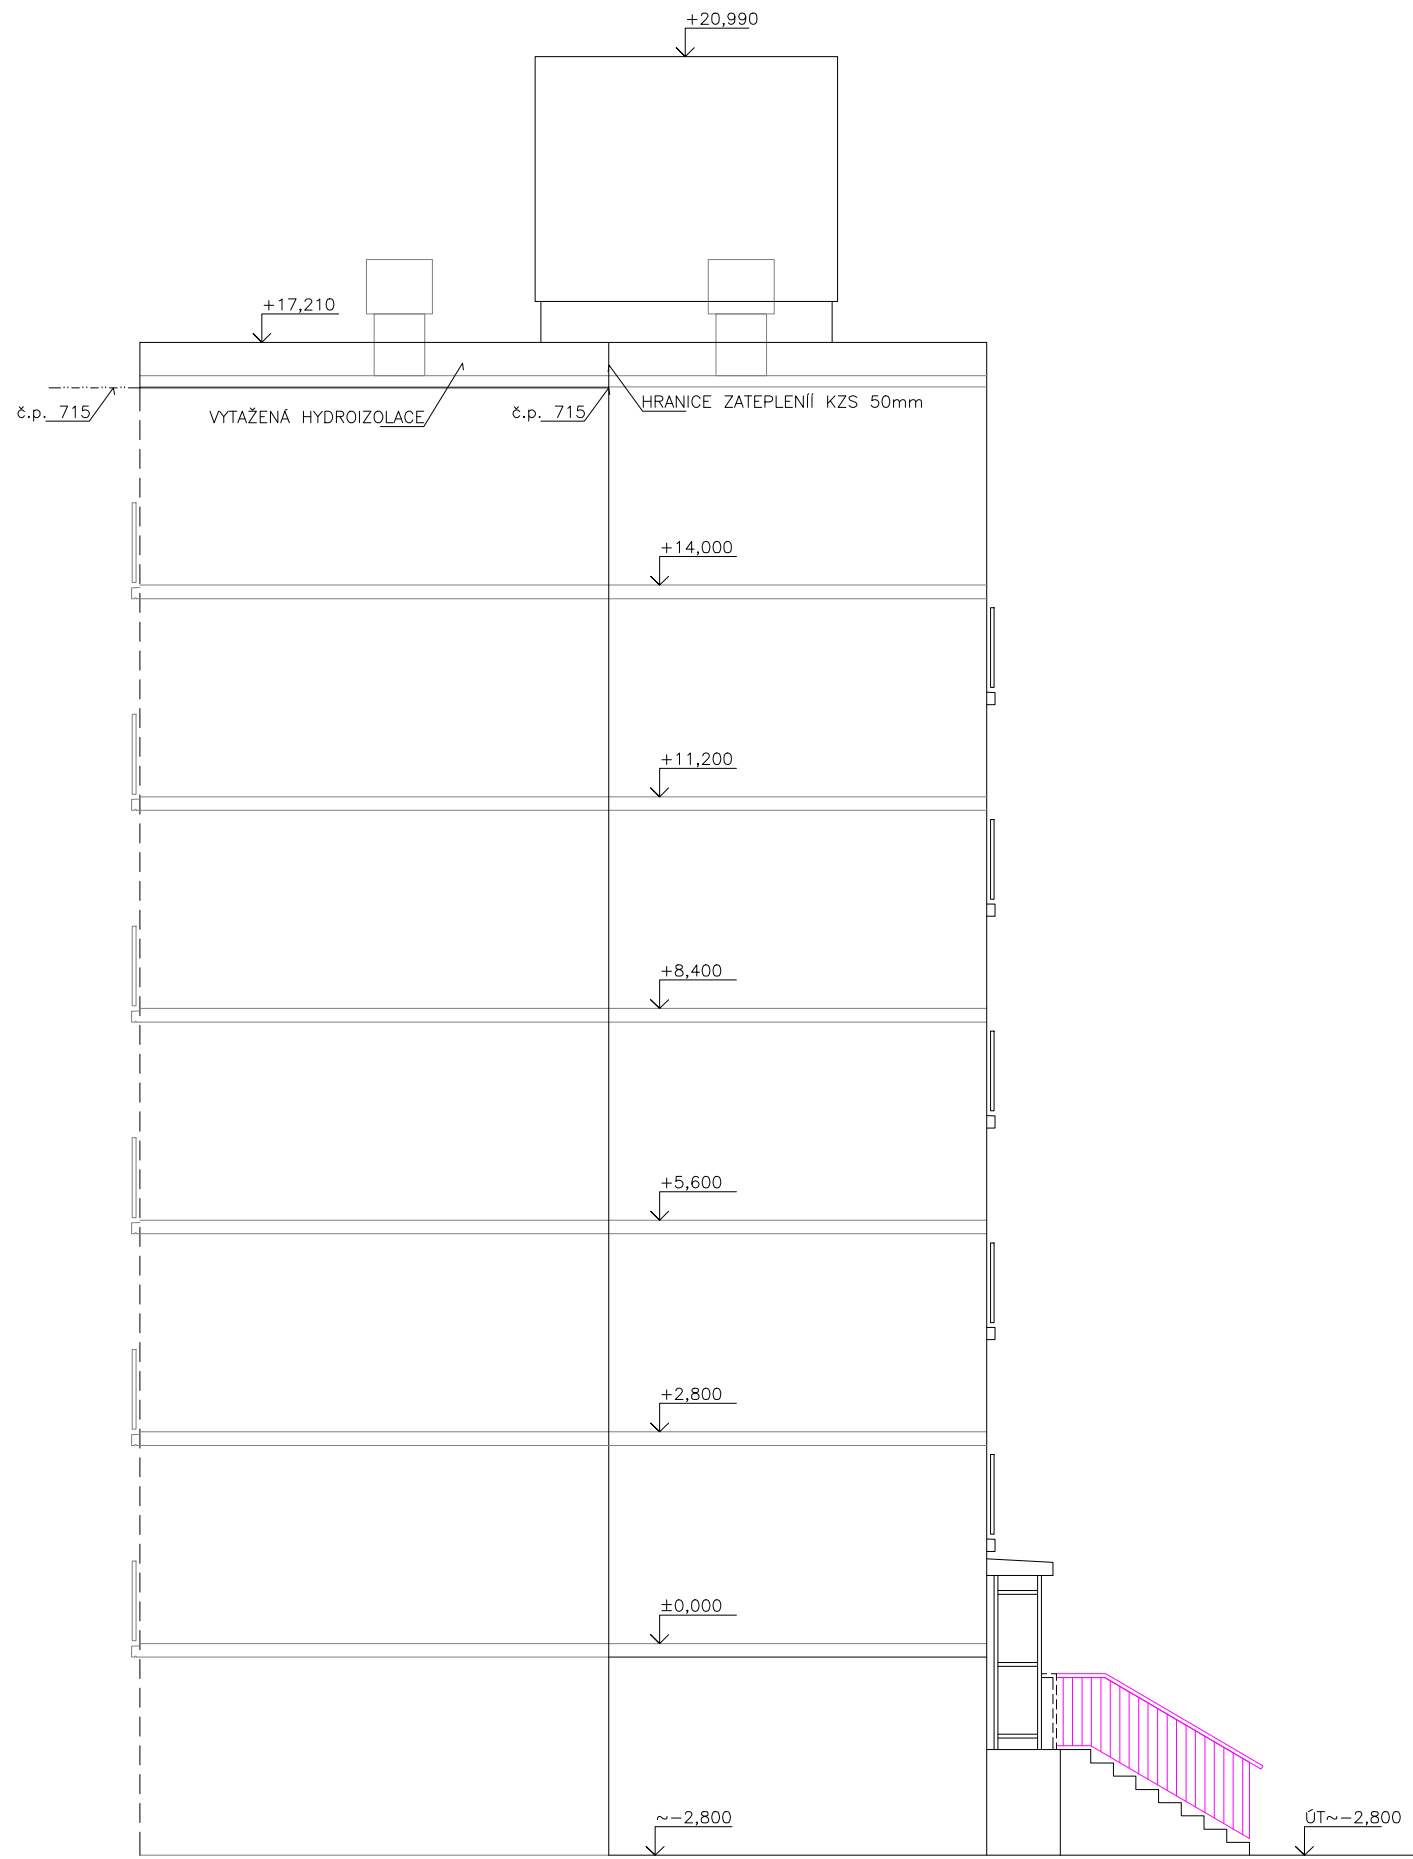 +20,990
+17,210
č.p. 715
VYTAŽENÁ HYDROIZOLACE
č.p. 715
HRANICE ZATEPLENÍÍ KZS 50mm
+14,000
+11,200
+8,400
+5,600
+2,800
±0,000
~-2,800
ÚT~-2,800